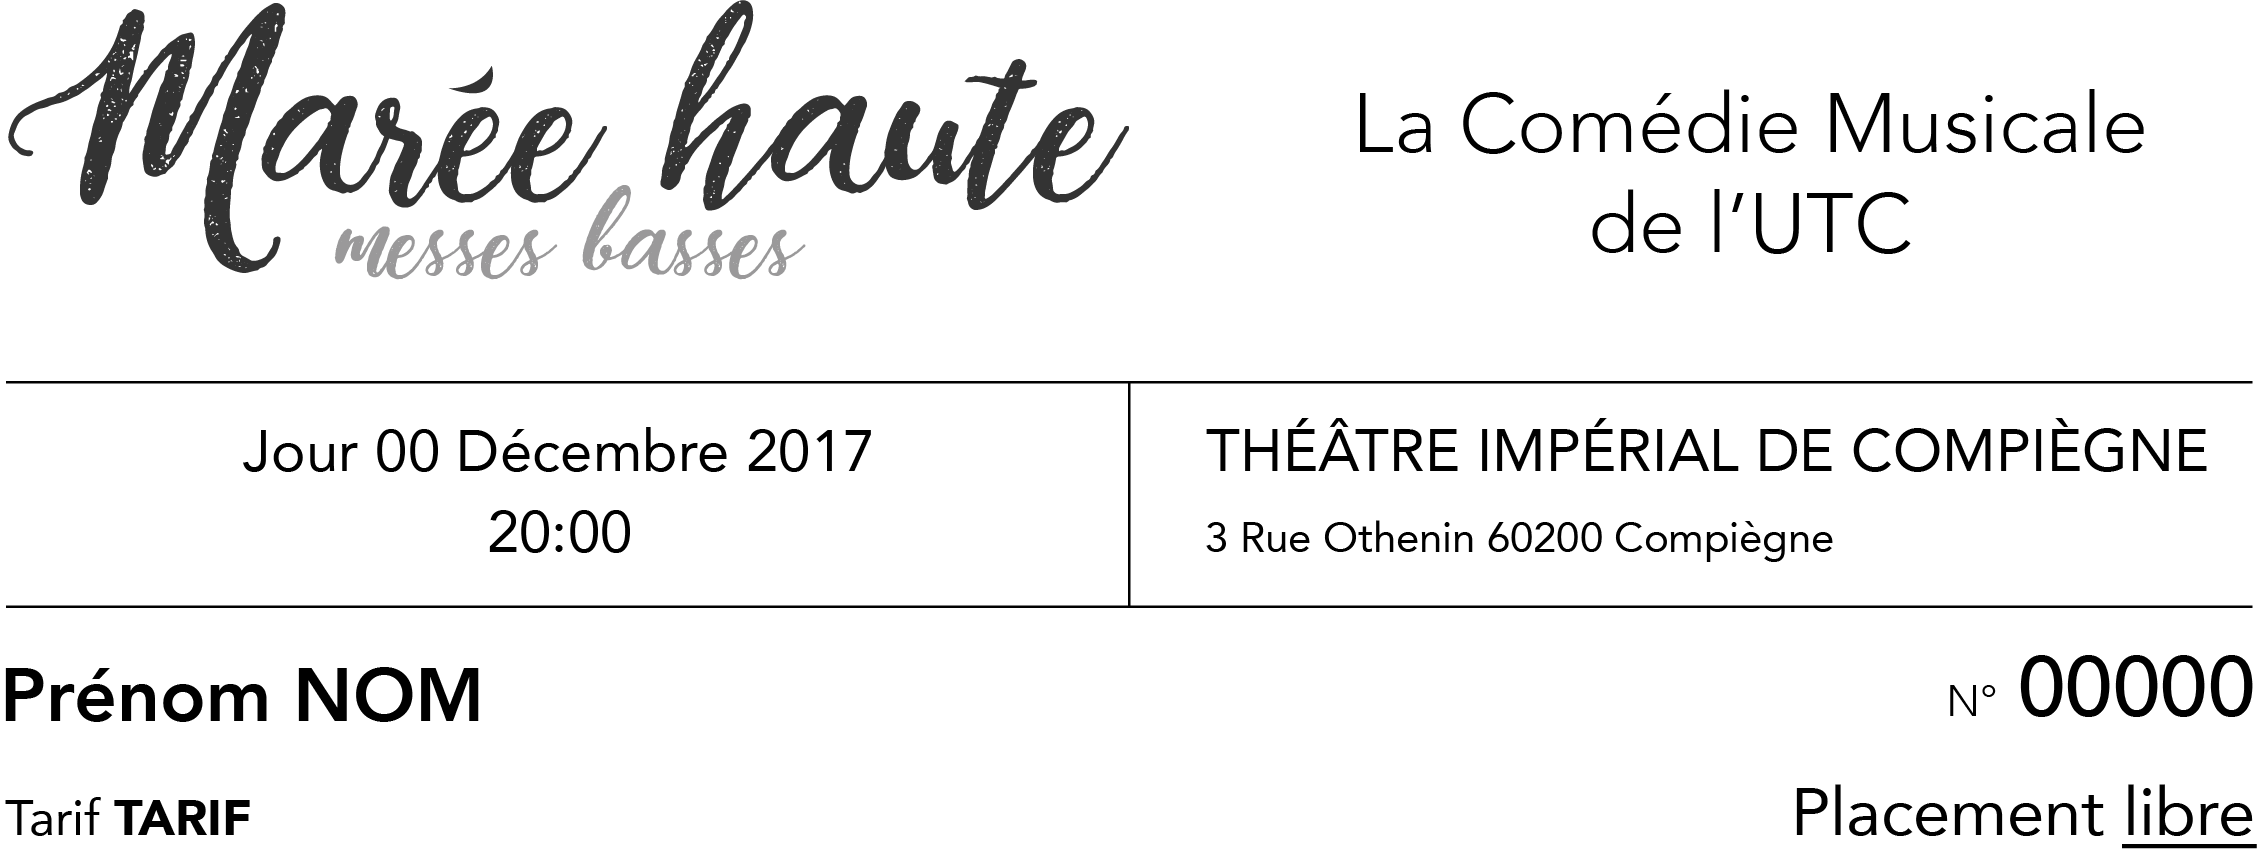 Marée haute
messes basses
La Comédie Musicale
de l'UTC
Jour 00 Décembre 2017
20:00
THÉÂTRE IMPÉRIAL DE COMPIÈGNE
3 Rue Othenin 60200 Compiègne
Prénom NOM
N° 00000
Tarif TARIF
Placement libre